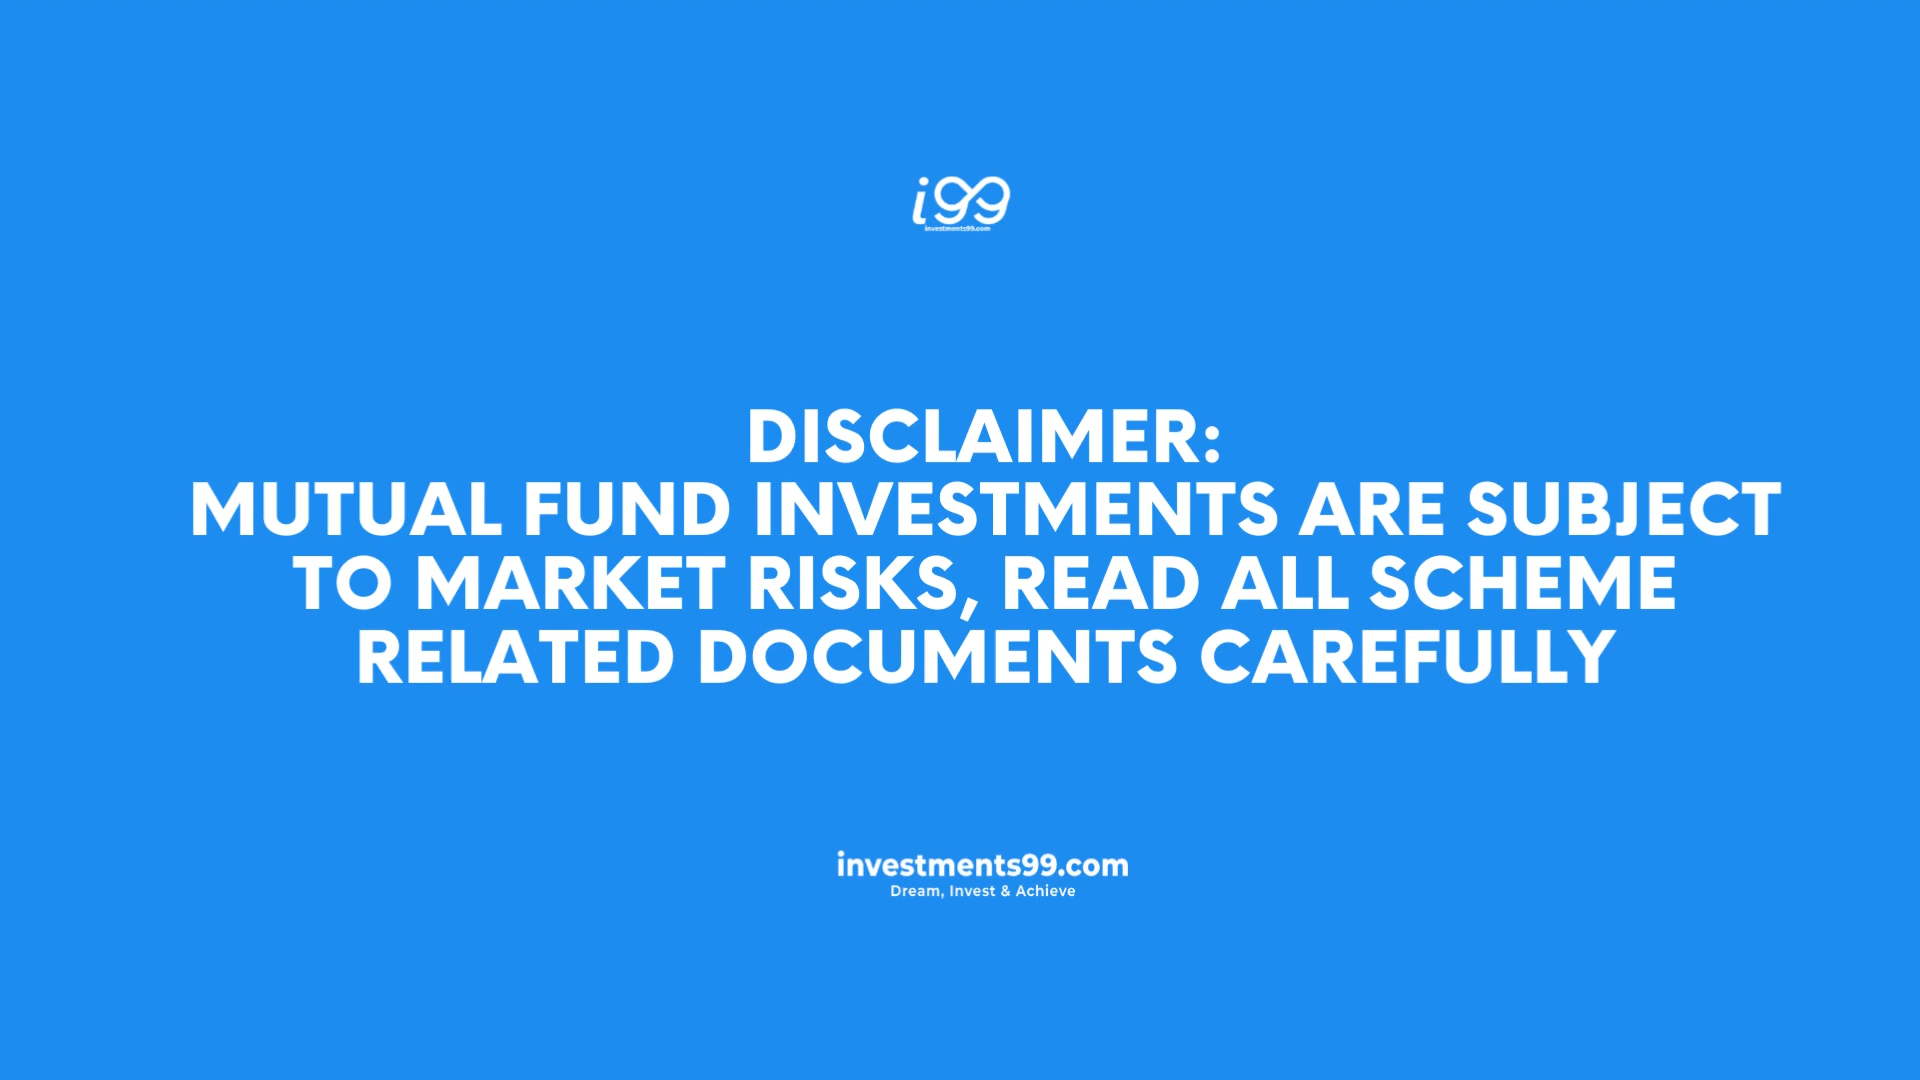 i99
investments99.com
DISCLAIMER:
MUTUAL FUND INVESTMENTS ARE SUBJECT
TO MARKET RISKS, READ ALL SCHEME
RELATED DOCUMENTS CAREFULLY
investments99.com
Dream, Invest & Achieve